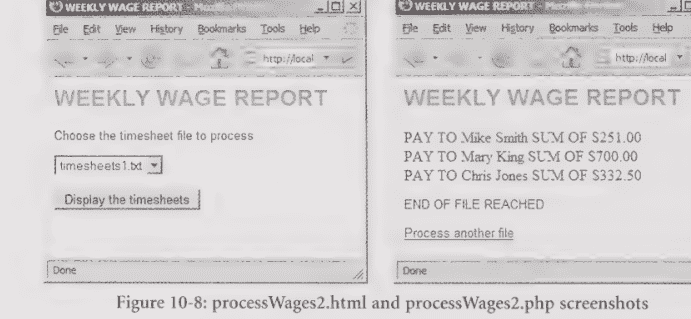 WEEKLY WAGE REPORT - Mozilla Firefox
File Edit View History Bookmarks Tools Help
http://local
WEEKLY WAGE REPORT
Choose the timesheet file to process
timesheets1.txt
Display the timesheets
Done
WEEKLY WAGE REPORT
File Edit View History Bookmarks Tools Help
http://local
WEEKLY WAGE REPORT
PAY TO Mike Smith SUM OF $251.00
PAY TO Mary King SUM OF $700.00
PAY TO Chris Jones SUM OF $332.50
END OF FILE REACHED
Process another file
Done
Figure 10-8: processWages2.html and processWages2.php screenshots